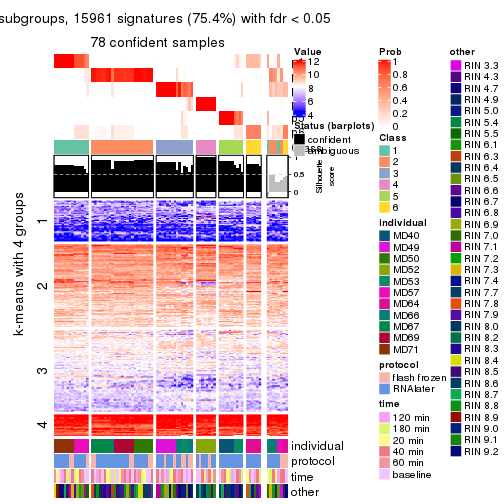 subgroups, 15961 signatures (75.4%) with fdr < 0.05
78 confident samples
k-means with 4 groups
1
2
3
4
individual
protocol
time
other
1
0.5
0
Silhouette
score
Value
12
10
8
6
4
Status (barplots)
confident
ambiguous
individual
MD40
MD49
MD50
MD52
MD53
MD57
MD64
MD66
MD67
MD69
MD71
protocol
flash frozen
RNAlater
time
120 min
180 min
20 min
40 min
60 min
baseline
Prob
1
0.8
0.6
0.4
0.2
0
Class
1
2
3
4
5
6
other
RIN 3.3
RIN 4.3
RIN 4.7
RIN 4.9
RIN 5.0
RIN 5.4
RIN 5.5
RIN 6.1
RIN 6.3
RIN 6.4
RIN 6.5
RIN 6.6
RIN 6.7
RIN 6.8
RIN 6.9
RIN 7.0
RIN 7.1
RIN 7.2
RIN 7.3
RIN 7.4
RIN 7.7
RIN 7.8
RIN 7.9
RIN 8.0
RIN 8.2
RIN 8.3
RIN 8.4
RIN 8.5
RIN 8.6
RIN 8.7
RIN 8.8
RIN 8.9
RIN 9.0
RIN 9.1
RIN 9.2